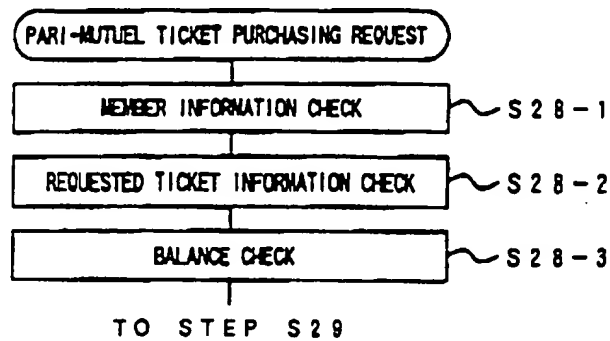 PARI-MUTUEL TICKET PURCHASING REQUEST
MEMBER INFORMATION CHECK
S28-1
REQUESTED TICKET INFORMATION CHECK
S28-2
BALANCE CHECK
S28-3
TO STEP S29